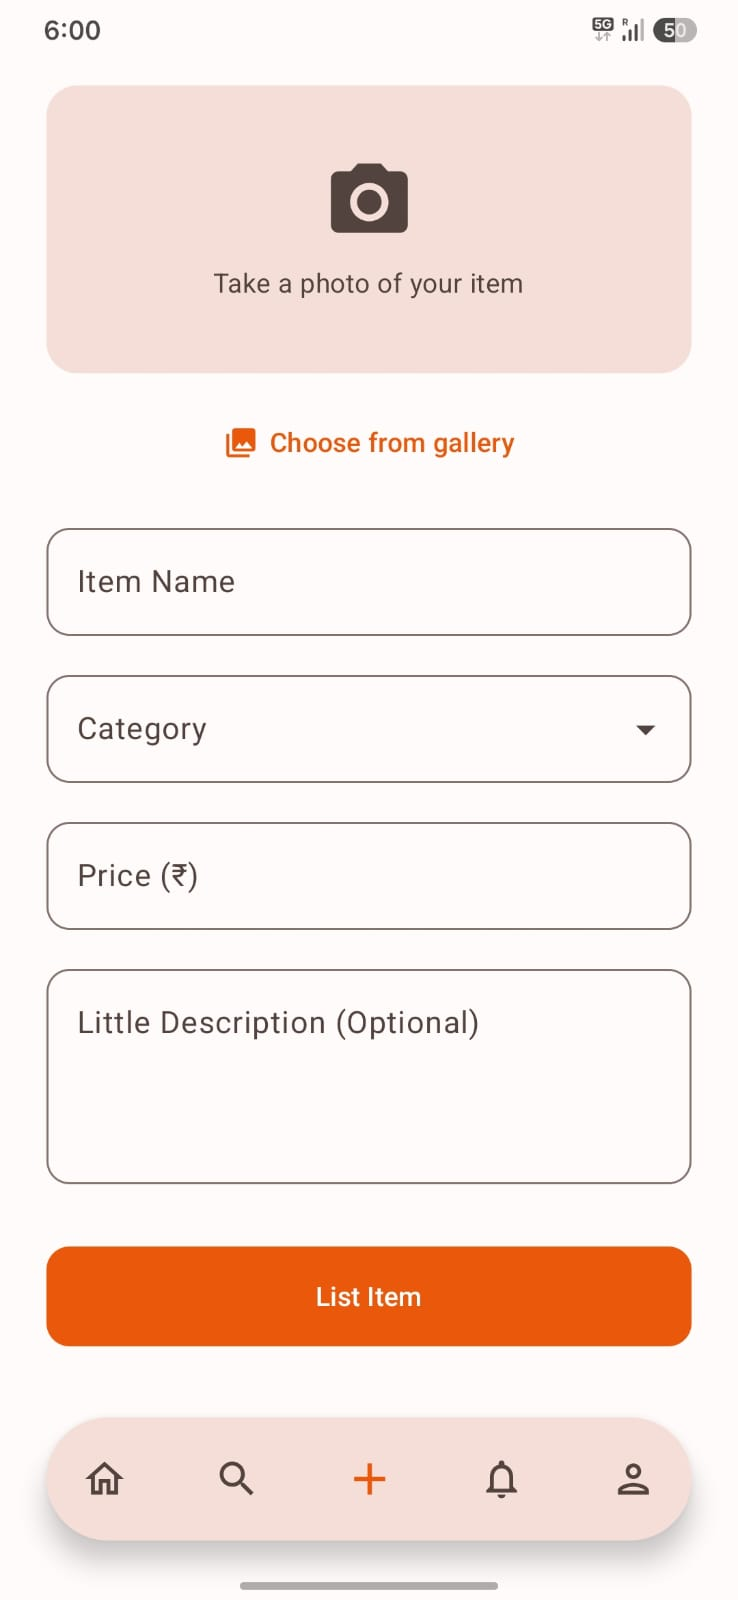 6:00
5G
R
50
Take a photo of your item
Choose from gallery
Item Name
Category
Price (₹)
Little Description (Optional)
List Item